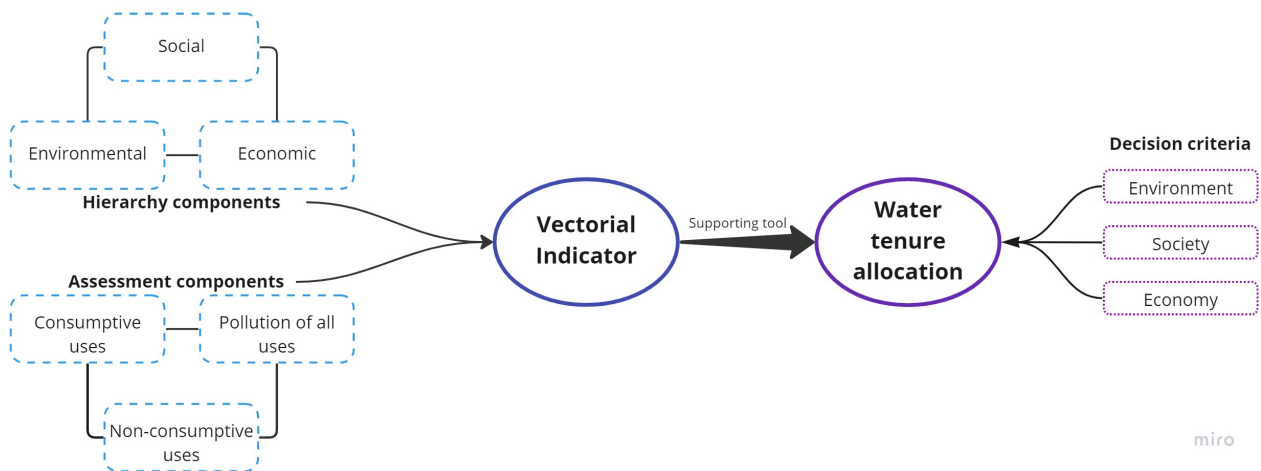 Social
Environmental
Economic
Hierarchy components
Assessment components
Consumptive
uses
Pollution of all
uses
Non-consumptive
uses
Vectorial
Indicator
Supporting tool
Water
tenure
allocation
Decision criteria
Environment
Society
Economy
miro